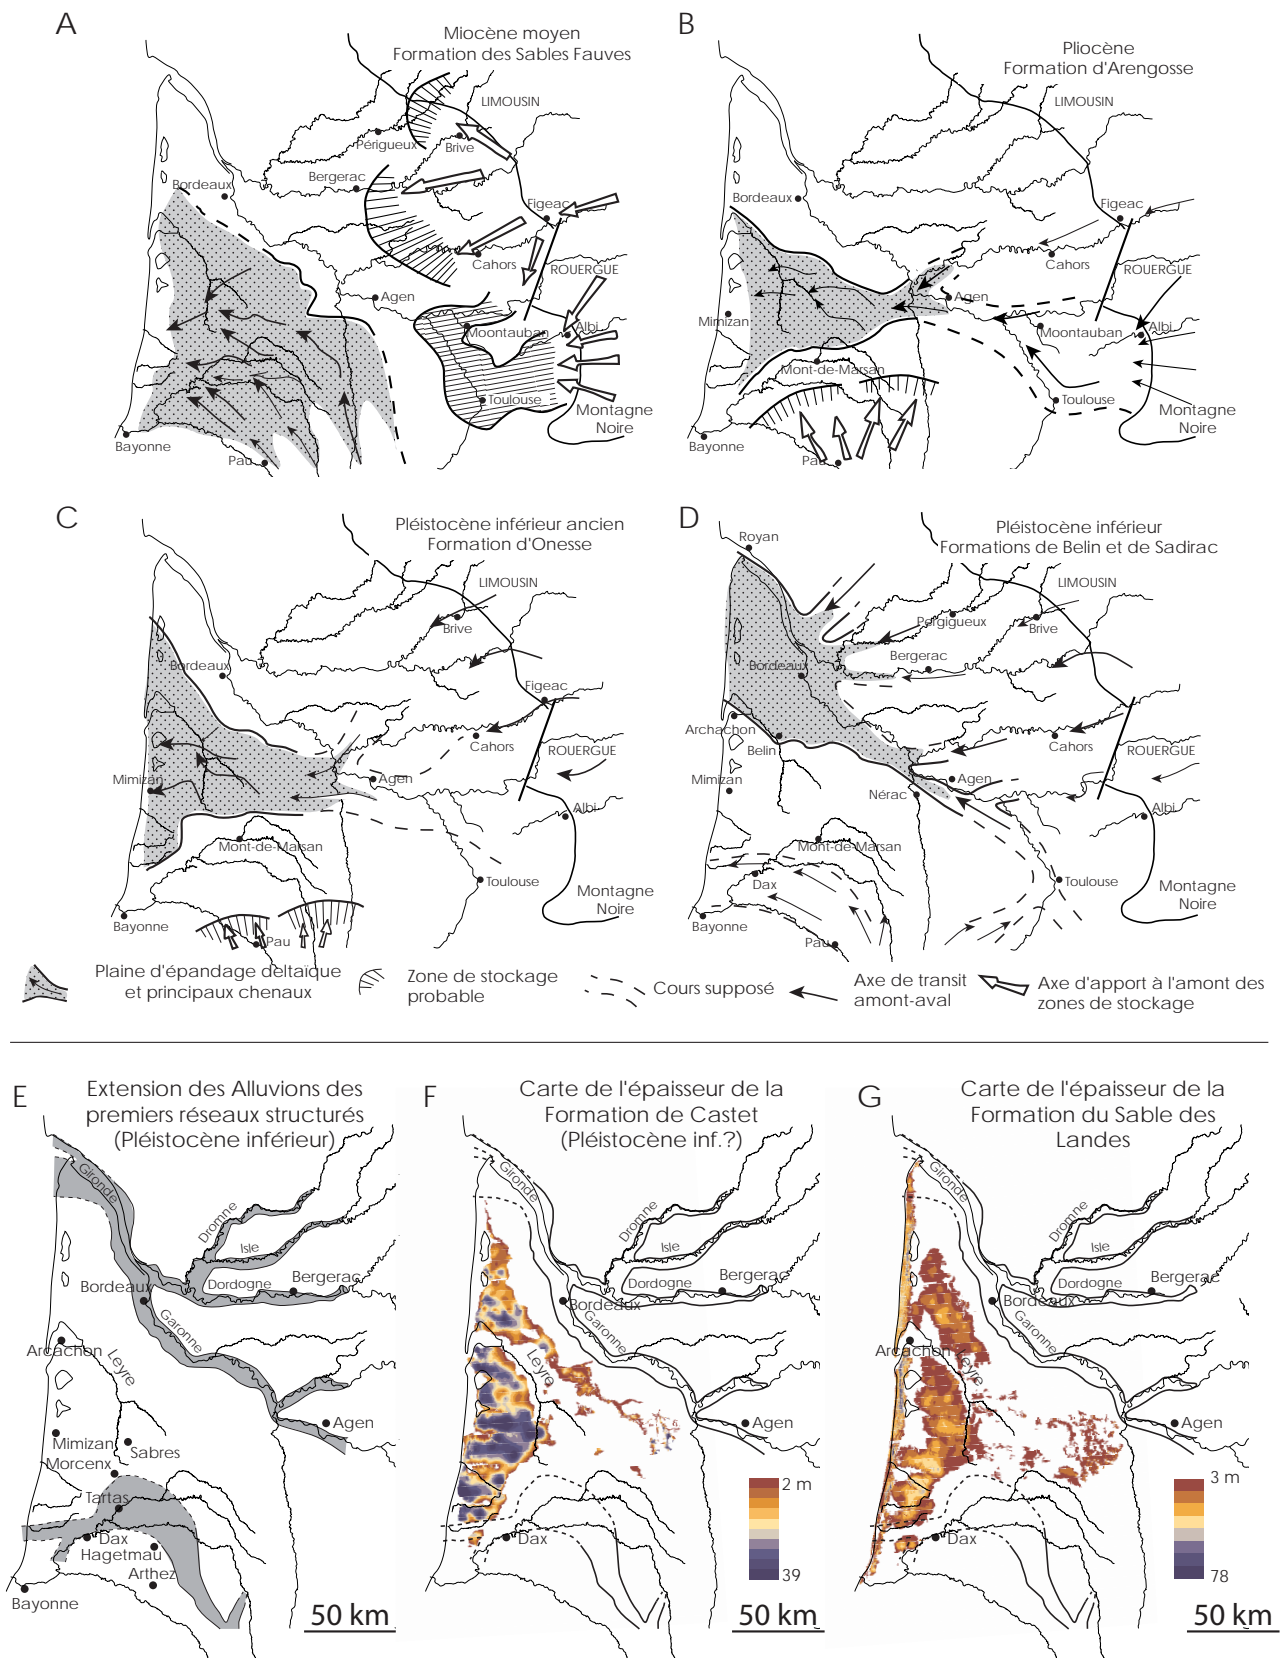 A
Miocène moyen
Formation des Sables Fauves
LIMOUSIN
Périgueux
Brive
Bergerac
Bordeaux
Figeac
Cahors
ROUERGUE
Agen
Moontauban
Albi
Toulouse
Montagne
Noire
Bayonne
Pau
B
Pliocène
Formation d'Arengosse
LIMOUSIN
Bordeaux
Figeac
Cahors
ROUERGUE
Agen
Mimizan
Moontauban
Albi
Mont-de-Marsan
Toulouse
Montagne
Noire
Bayonne
Pau
C
Pléistocène inférieur ancien
Formation d'Onesse
LIMOUSIN
Brive
Bordeaux
Figeac
Cahors
ROUERGUE
Agen
Mimizan
Albi
Mont-de-Marsan
Toulouse
Montagne
Noire
Bayonne
Pau
D
Pléistocène inférieur
Formations de Belin et de Sadirac
Royan
LIMOUSIN
Pergigueux
Brive
Bergerac
Bordeaux
Archachon
Belin
Cahors
ROUERGUE
Mimizan
Agen
Nérac
Albi
Mont-de-Marsan
Dax
Toulouse
Montagne
Noire
Bayonne
Pau
Plaine d'épandage deltaïque
et principaux chenaux
Zone de stockage
probable
Cours supposé
Axe de transit
amont-aval
Axe d'apport à l'amont des
zones de stockage
E
Extension des Alluvions des
premiers réseaux structurés
(Pléistocène inférieur)
Gironde
Dromne
Isle
Dordogne
Bergerac
Bordeaux
Garonne
Arcachon
Leyre
Agen
Mimizan
Sabres
Morcenx
Tartas
Dax
Hagetmau
Arthez
Bayonne
50 km
F
Carte de l'épaisseur de la
Formation de Castet
(Pléistocène inf.?)
Gironde
Dromne
Isle
Dordogne
Bergerac
Bordeaux
Garonne
Leyre
Agen
2 m
39
Dax
50 km
G
Carte de l'épaisseur de la
Formation du Sable des
Landes
Gironde
Dromne
Isle
Dordogne
Bergerac
Bordeaux
Garonne
Arcachon
Leyre
Agen
3 m
78
Dax
50 km